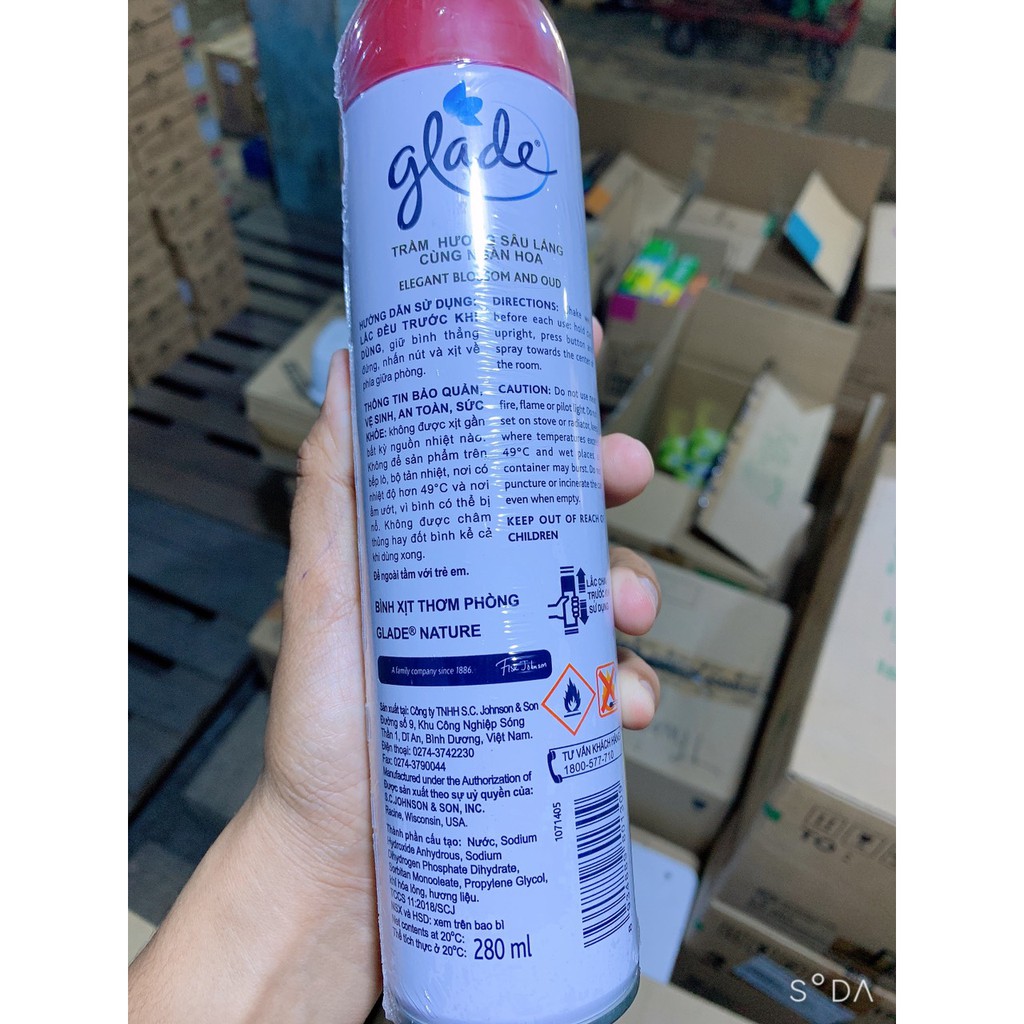 glade®
TRẦM HƯƠNG SÂU LẮNG
CÙNG NGÀN HOA
ELEGANT BLOSSOM AND OUD
HƯỚNG DẪN SỬ DỤNG:
LẮC ĐỀU TRƯỚC KHI
DÙNG, giữ bình thẳng
đứng, nhấn nút và xịt về
phía giữa phòng.
THÔNG TIN BẢO QUẢN,
VỆ SINH, AN TOÀN, SỨC
KHỎE: không được xịt gần
bất kỳ nguồn nhiệt nào.
Không để sản phẩm trên
bếp lò, bộ tản nhiệt, nơi có
nhiệt độ hơn 49°C và nơi
ẩm ướt, vì bình có thể bị
nổ. Không được châm
thủng hay đốt bình kể cả
khi dùng xong.
Để ngoài tầm với trẻ em.
DIRECTIONS: Shake
before each use: hold
upright, press button
spray towards the center
the room.
CAUTION: Do not use
fire, flame or pilot light. Do
set on stove or radiator,
where temperatures
49°C and wet places,
container may burst. Do
puncture or incinerate
even when empty.
KEEP OUT OF REACH OF
CHILDREN
BÌNH XỊT THƠM PHÒNG
GLADE® NATURE
LẮC
TRƯỚC
SỬ DỤNG
A family company since 1886.
Fisk Johnson
Sản xuất tại: Công ty TNHH S.C. Johnson & Son
Đường số 9, Khu Công Nghiệp Sóng
Thần 1, Dĩ An, Bình Dương, Việt Nam.
Điện thoại: 0274-3742230
Fax: 0274-3790044
Manufactured under the Authorization of
Được sản xuất theo sự uỷ quyền của:
S.C.JOHNSON & SON, INC.
Racine, Wisconsin, USA.
TƯ VẤN KHÁCH HÀNG
1800-577-710
1071405
Thành phần cấu tạo: Nước, Sodium
Hydroxide Anhydrous, Sodium
Dihydrogen Phosphate Dihydrate,
Sorbitan Monooleate, Propylene Glycol,
khí hóa lỏng, hương liệu.
TCCS 11:2018/SCJ
NSX và HSD: xem trên bao bì
Net contents at 20°C:
Thể tích thực ở 20°C: 280 ml
TO:
S°DA